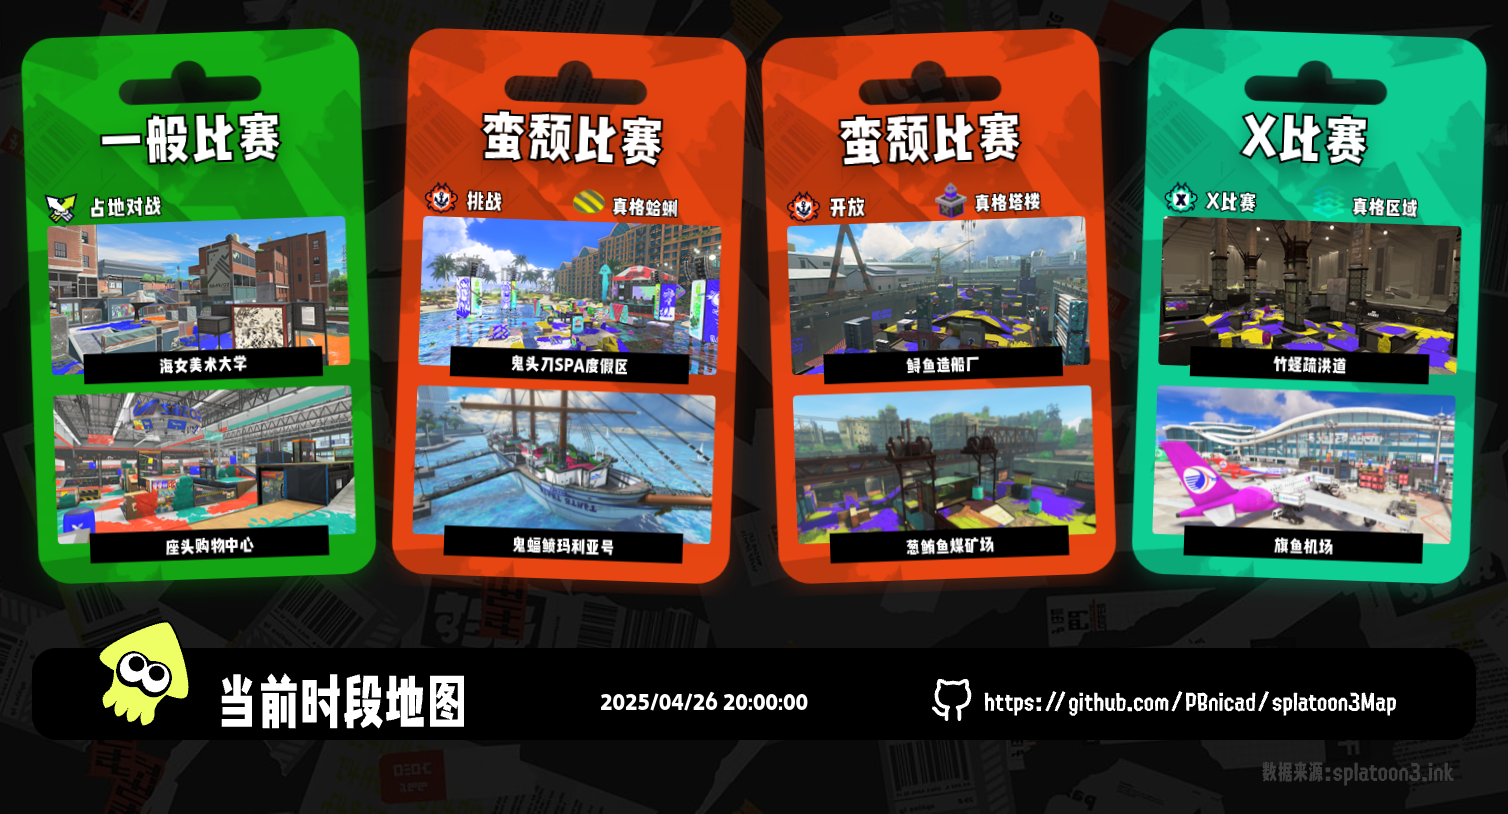 一般比赛
占地对战
海女美术大学
座头购物中心
蛮颓比赛
挑战
真格蛤蜊
鬼头刀SPA度假区
鬼蝠鲼玛利亚号
蛮颓比赛
开放
真格塔楼
鲟鱼造船厂
葱鲔鱼煤矿场
X比赛
X比赛
真格区域
竹蛏疏洪道
旗鱼机场
当前时段地图
2025/04/26 20:00:00
https://github.com/PBnicad/splatoon3Map
数据来源:splatoon3.ink